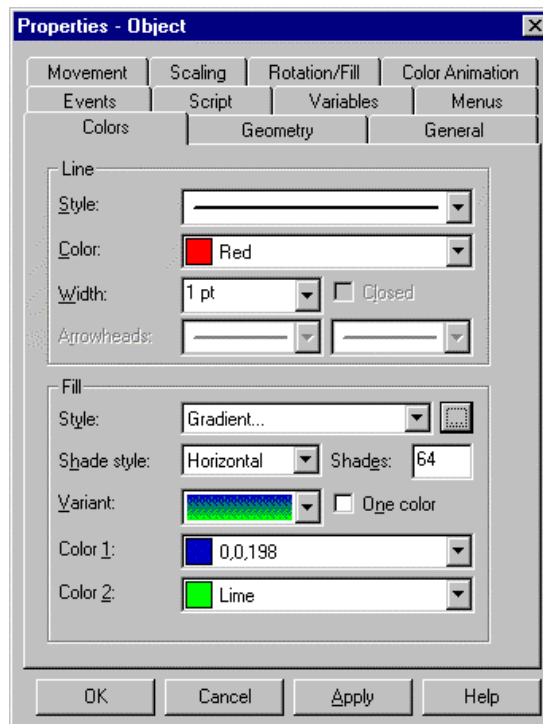 Properties - Object
Movement Scaling Rotation/Fill Color Animation
Events Script Variables Menus
Colors Geometry General
Line
Style:
Color: Red
Width: 1 pt Closed
Arrowheads:
Fill
Style: Gradient...
Shade style: Horizontal Shades: 64
Variant: One color
Color 1: 0,0,198
Color 2: Lime
OK Cancel Apply Help